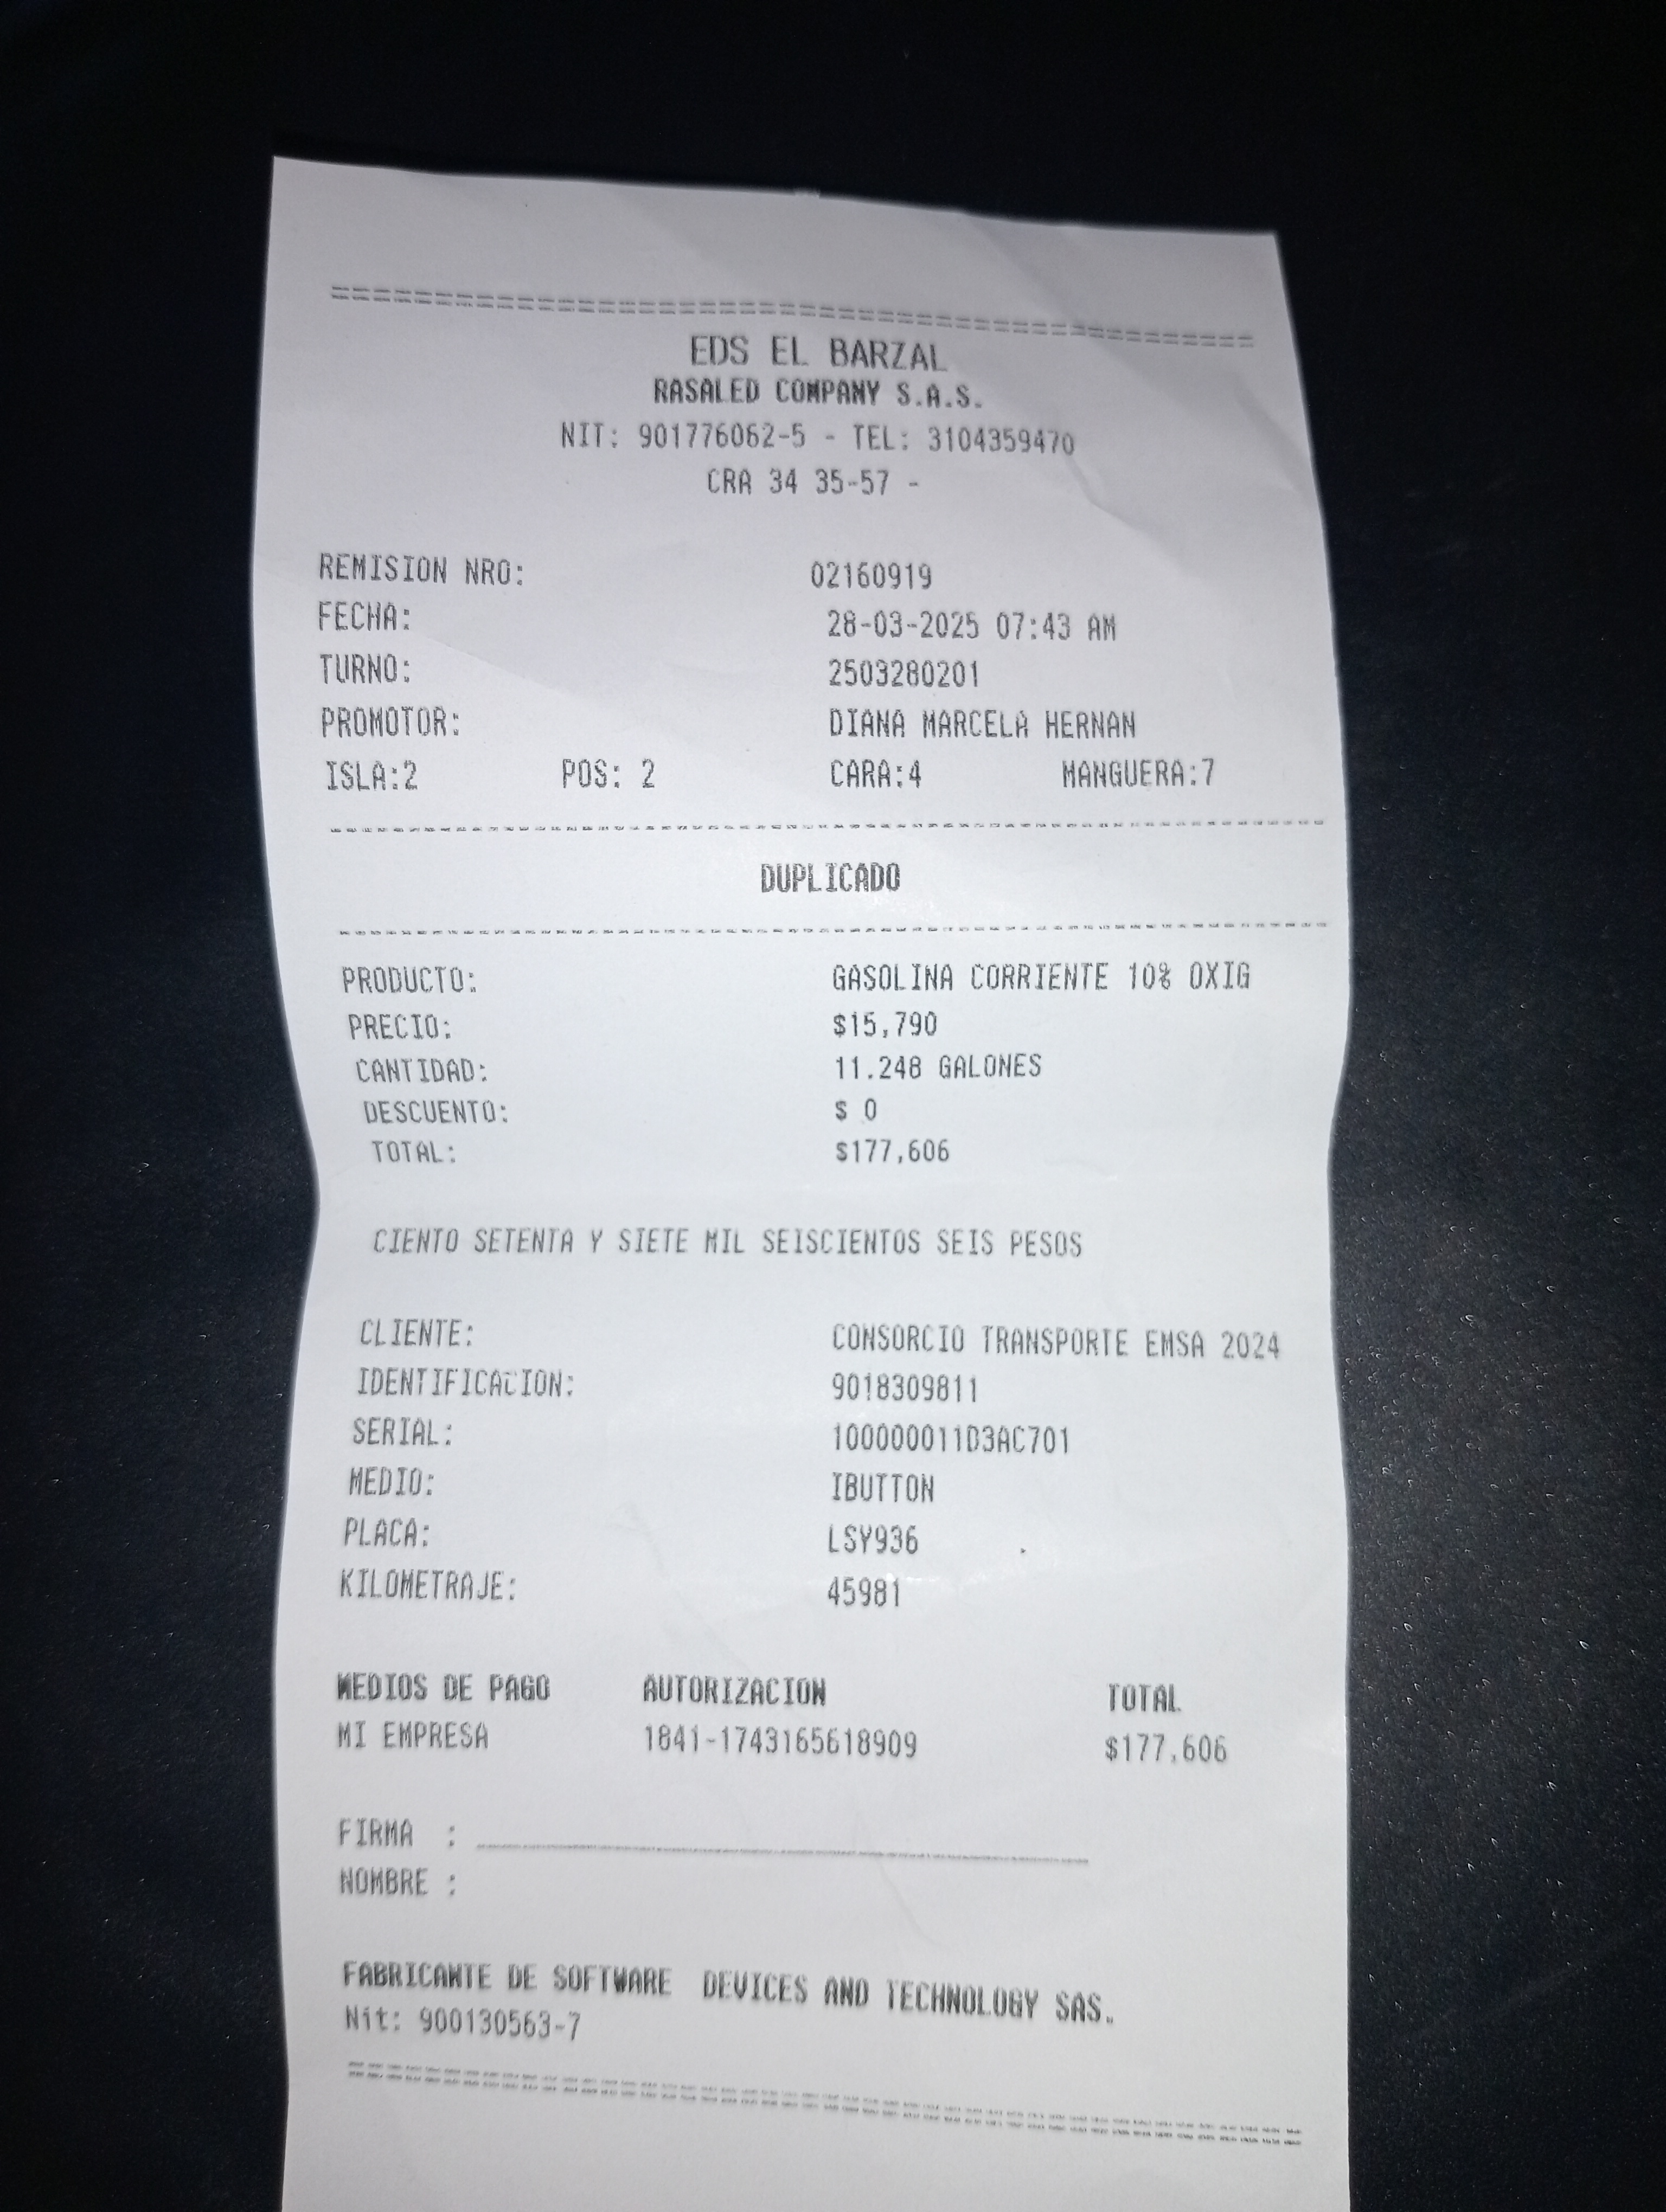 EDS EL BARZAL
RASALED COMPANY S.A.S.
NIT: 901776062-5 - TEL: 3104359470
CRA 34 35-57 -
REMISION NRO: 02160919
FECHA: 28-03-2025 07:43 AM
TURNO: 2503280201
PROMOTOR: DIANA MARCELA HERNAN
ISLA:2 POS: 2 CARA:4 MANGUERA:7
DUPLICADO
PRODUCTO: GASOLINA CORRIENTE 10% OXIG
PRECIO: $15,790
CANTIDAD: 11.248 GALONES
DESCUENTO: $ 0
TOTAL: $177,606
CIENTO SETENTA Y SIETE MIL SEISCIENTOS SEIS PESOS
CLIENTE: CONSORCIO TRANSPORTE EMSA 2024
IDENTIFICACION: 9018309811
SERIAL: 100000011D3AC701
MEDIO: IBUTTON
PLACA: LSY936
KILOMETRAJE: 45981
MEDIOS DE PAGO AUTORIZACION TOTAL
MI EMPRESA 1841-1743165618909 $177,606
FIRMA :
NOMBRE :
FABRICANTE DE SOFTWARE DEVICES AND TECHNOLOGY SAS.
Nit: 900130563-7